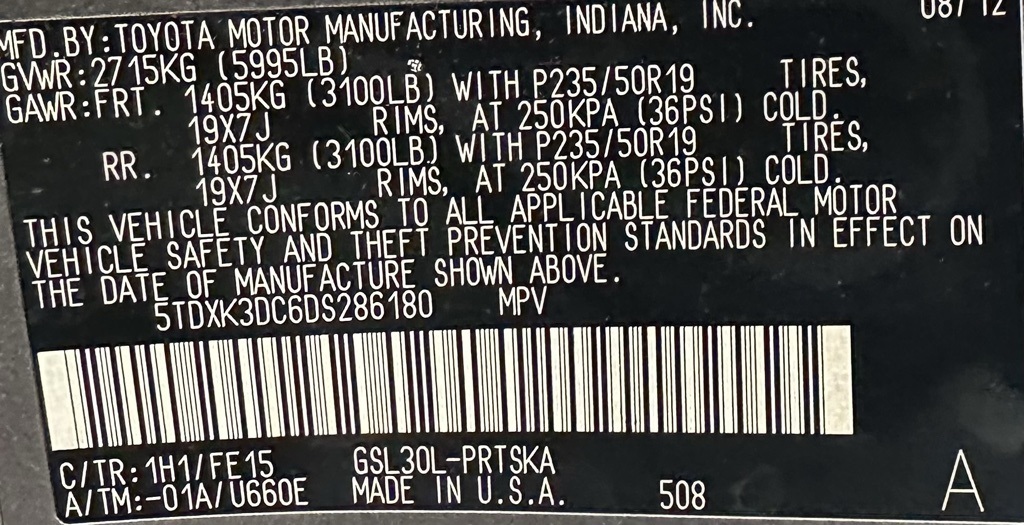 08/12
MFD.BY:TOYOTA MOTOR MANUFACTURING, INDIANA, INC.
GVWR:2715KG (5995LB)
GAWR:FRT. 1405KG (3100LB) WITH P235/50R19 TIRES,
19X7J RIMS, AT 250KPA (36PSI) COLD.
RR. 1405KG (3100LB) WITH P235/50R19 TIRES,
19X7J RIMS, AT 250KPA (36PSI) COLD.
THIS VEHICLE CONFORMS TO ALL APPLICABLE FEDERAL MOTOR
VEHICLE SAFETY AND THEFT PREVENTION STANDARDS IN EFFECT ON
THE DATE OF MANUFACTURE SHOWN ABOVE.
5TDXK3DC6DS286180 MPV
C/TR:1H1/FE15 GSL30L-PRTSKA
A/TM:-01A/U660E MADE IN U.S.A. 508 A